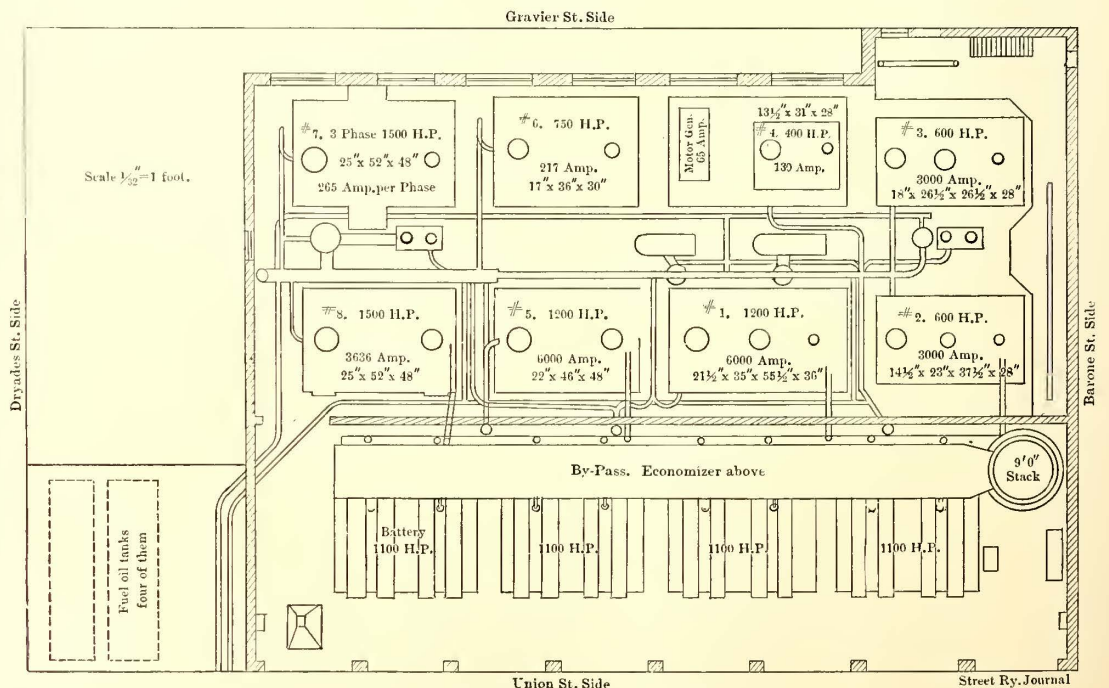 Gravier St. Side
Scale 1/32"=1 foot.
#7. 3 Phase 1500 H.P.
25"x 52"x 48"
265 Amp. per Phase
#6. 750 H.P.
217 Amp.
17"x 36"x 30"
Motor Gen.
65 Amp.
13½"x 31"x 28"
#4. 400 H.P.
139 Amp.
#3. 600 H.P.
3000 Amp.
18"x 26½"x 26½"x 28"
Dryades St. Side
#8. 1500 H.P.
3636 Amp.
25"x 52"x 48"
#5. 1200 H.P.
6000 Amp.
22"x 46"x 48"
#1. 1200 H.P.
6000 Amp.
21½"x 35"x 55½"x 36"
#2. 600 H.P.
3000 Amp.
14½"x 23"x 37½"x 28"
Barone St. Side
By-Pass. Economizer above
9'0"
Stack
Fuel oil tanks
four of them
Battery
1100 H.P.
1100 H.P.
1100 H.P.
1100 H.P.
Union St. Side
Street Ry. Journal